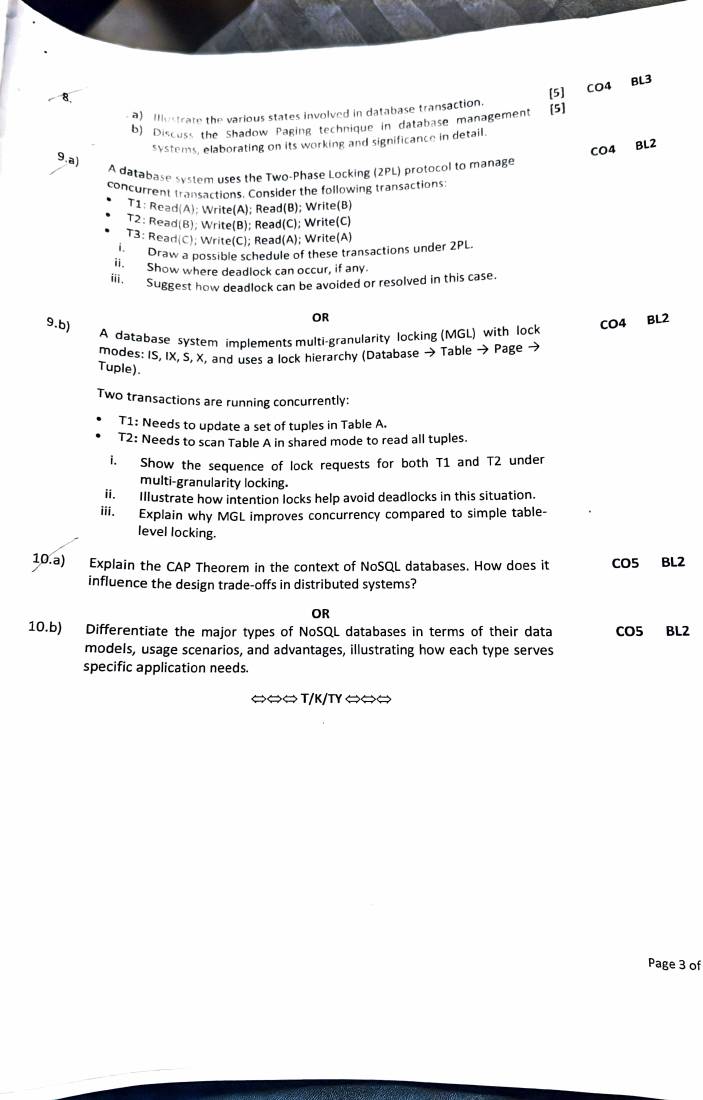 8.
a) Illustrate the various states involved in database transaction. [5] CO4 BL3
b) Discuss the Shadow Paging technique in database management [5]
systems, elaborating on its working and significance in detail.
9.a) A database system uses the Two-Phase Locking (2PL) protocol to manage CO4 BL2
concurrent transactions. Consider the following transactions:
• T1: Read(A); Write(A); Read(B); Write(B)
• T2: Read(B); Write(B); Read(C); Write(C)
• T3: Read(C); Write(C); Read(A); Write(A)
i. Draw a possible schedule of these transactions under 2PL.
ii. Show where deadlock can occur, if any.
iii. Suggest how deadlock can be avoided or resolved in this case.
OR
9.b) A database system implements multi-granularity locking (MGL) with lock CO4 BL2
modes: IS, IX, S, X, and uses a lock hierarchy (Database → Table → Page →
Tuple).
Two transactions are running concurrently:
• T1: Needs to update a set of tuples in Table A.
• T2: Needs to scan Table A in shared mode to read all tuples.
i. Show the sequence of lock requests for both T1 and T2 under
multi-granularity locking.
ii. Illustrate how intention locks help avoid deadlocks in this situation.
iii. Explain why MGL improves concurrency compared to simple table-
level locking.
10.a) Explain the CAP Theorem in the context of NoSQL databases. How does it CO5 BL2
influence the design trade-offs in distributed systems?
OR
10.b) Differentiate the major types of NoSQL databases in terms of their data CO5 BL2
models, usage scenarios, and advantages, illustrating how each type serves
specific application needs.
⇔⇔⇔ T/K/TY ⇔⇔⇔
Page 3 of